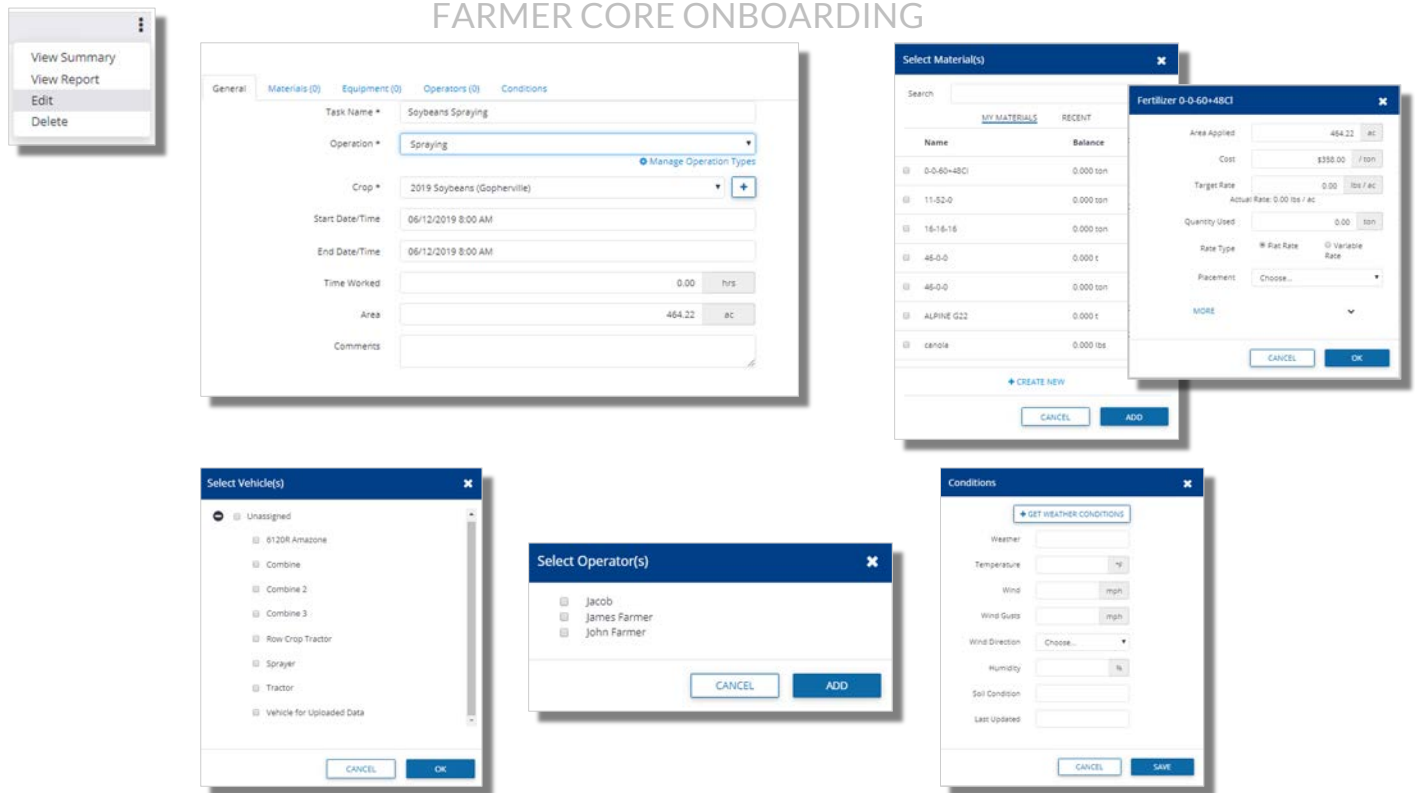 FARMER CORE ONBOARDING
View Summary
View Report
Edit
Delete
General Materials (0) Equipment (0) Operators (0) Conditions
Task Name * Soybeans Spraying
Operation * Spraying
Manage Operation Types
Crop * 2019 Soybeans (Gopherville) +
Start Date/Time 06/12/2019 8:00 AM
End Date/Time 06/12/2019 8:00 AM
Time Worked 0.00 hrs
Area 464.22 ac
Comments
Select Material(s)
Search
MY MATERIALS RECENT
Name Balance
0-0-60+48Cl 0.000 ton
11-52-0 0.000 ton
16-16-16 0.000 ton
46-0-0 0.000 t
46-0-0 0.000 ton
ALPINE G22 0.000 t
canola 0.000 lbs
+ CREATE NEW
CANCEL ADD
Fertilizer 0-0-60+48Cl
Area Applied 464.22 ac
Cost $358.00 / ton
Target Rate 0.00 lbs / ac
Actual Rate: 0.00 lbs / ac
Quantity Used 0.00 ton
Rate Type Flat Rate Variable
Rate
Placement Choose...
MORE
CANCEL OK
Select Vehicle(s)
Unassigned
6120R Amazone
Combine
Combine 2
Combine 3
Row Crop Tractor
Sprayer
Tractor
Vehicle for Uploaded Data
CANCEL OK
Select Operator(s)
Jacob
James Farmer
John Farmer
CANCEL ADD
Conditions
+ GET WEATHER CONDITIONS
Weather
Temperature °F
Wind mph
Wind Gusts mph
Wind Direction Choose...
Humidity %
Soil Condition
Last Updated
CANCEL SAVE